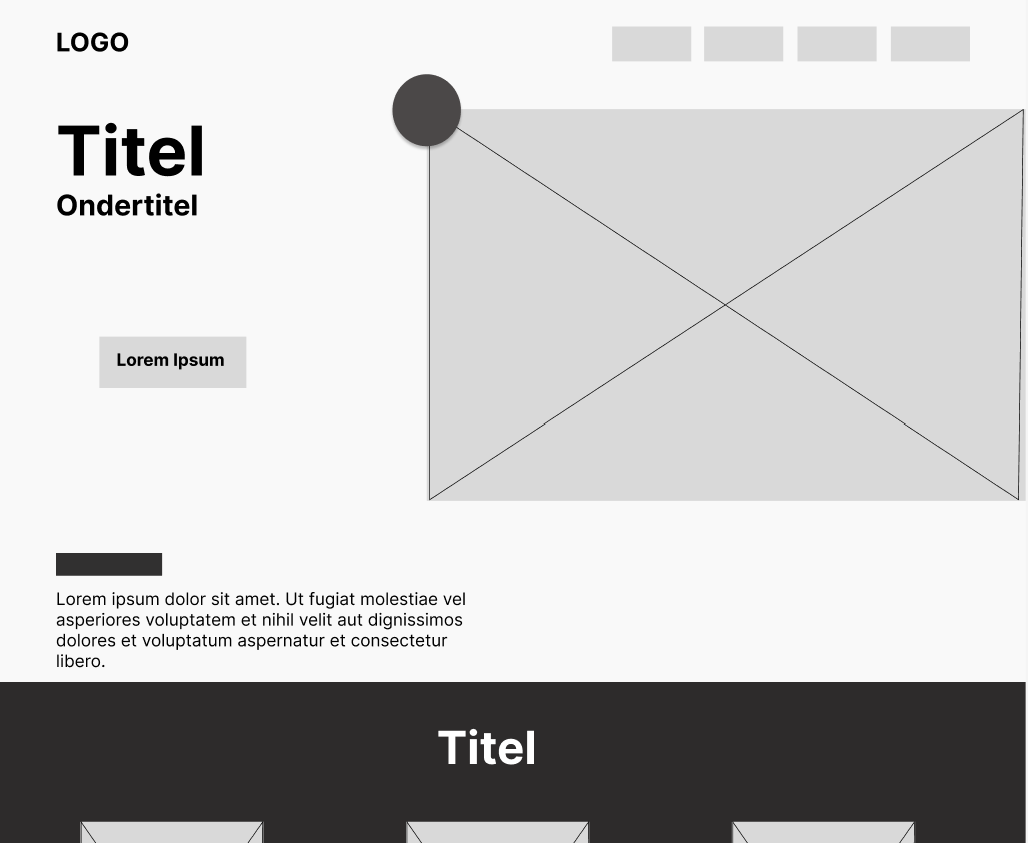 LOGO
Titel
Ondertitel
Lorem Ipsum
Lorem ipsum dolor sit amet. Ut fugiat molestiae vel
asperiores voluptatem et nihil velit aut dignissimos
dolores et voluptatum aspernatur et consectetur
libero.
Titel